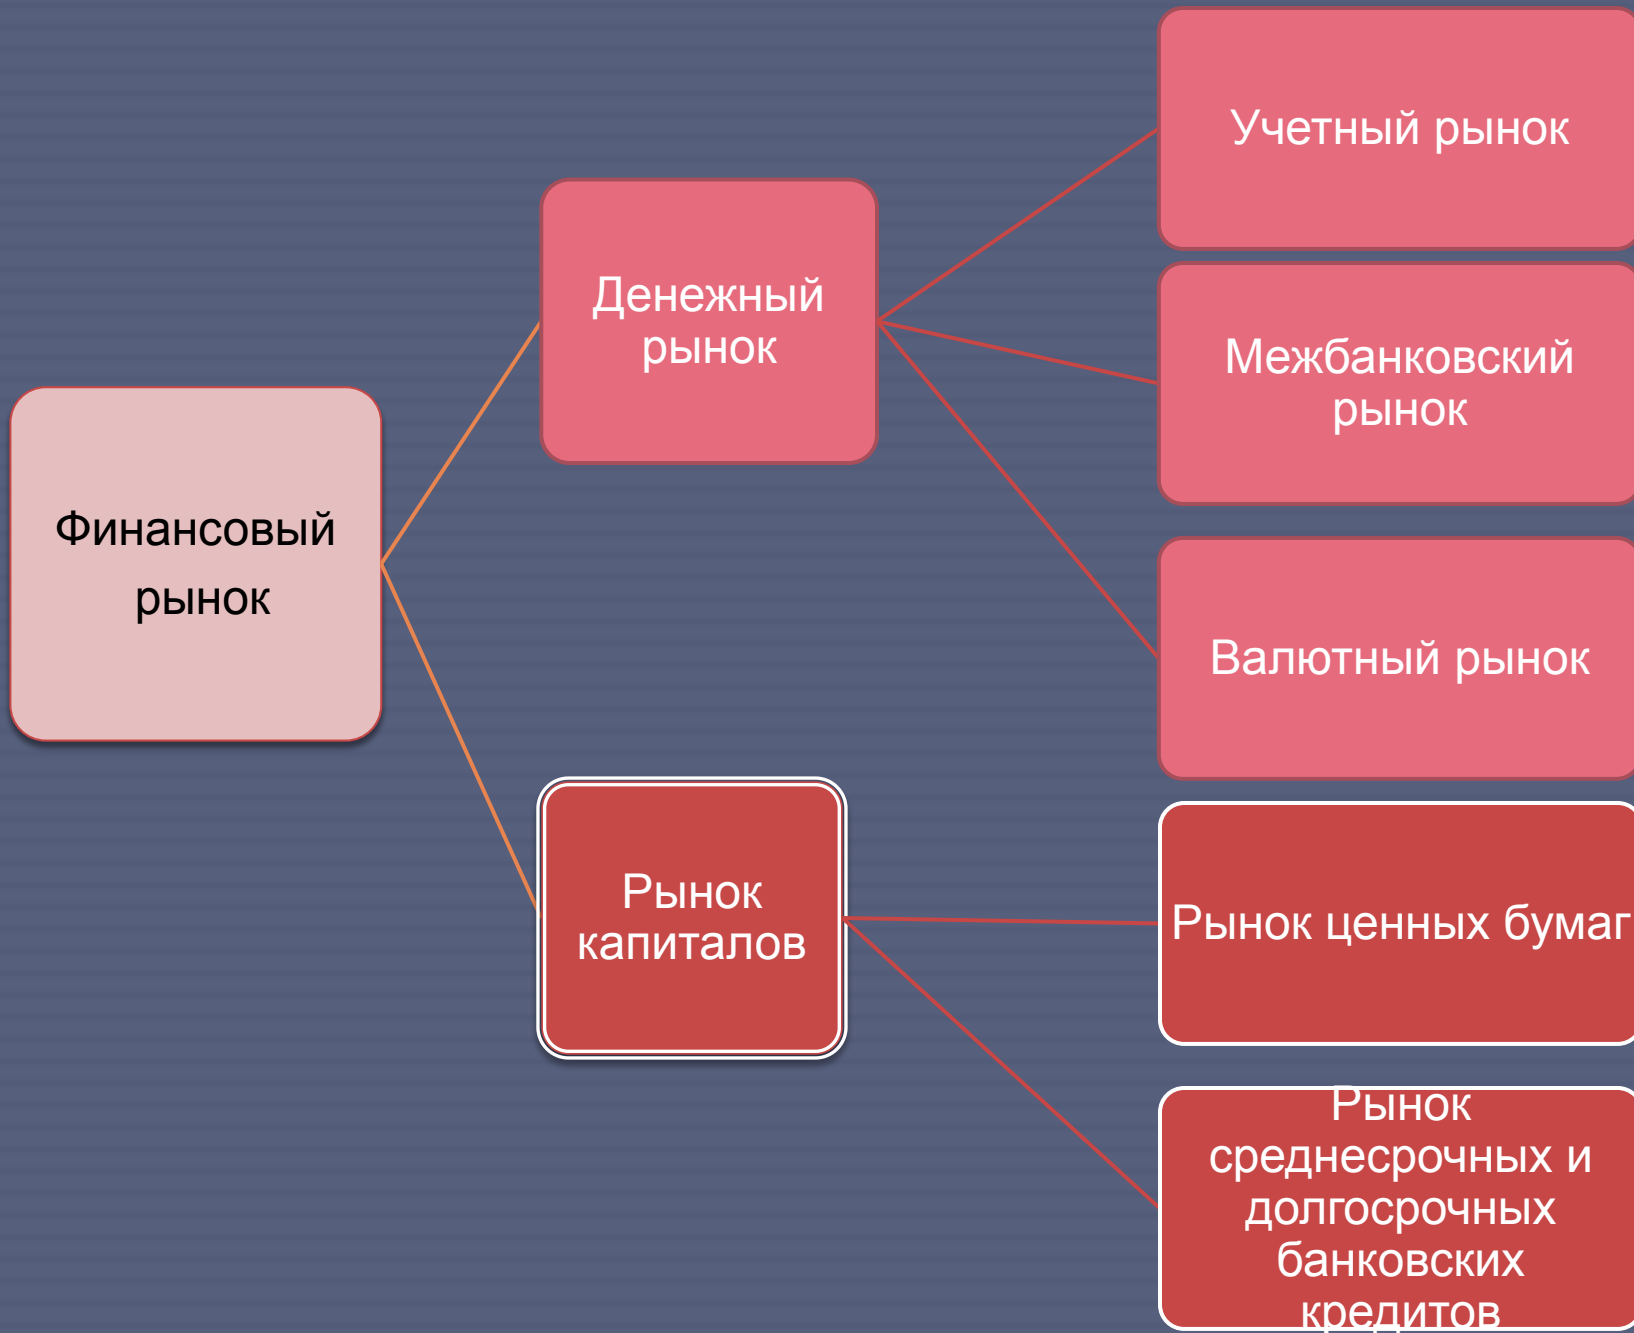 Финансовый
рынок
Денежный
рынок
Учетный рынок
Межбанковский
рынок
Валютный рынок
Рынок
капиталов
Рынок ценных бумаг
Рынок
среднесрочных и
долгосрочных
банковских
кредитов